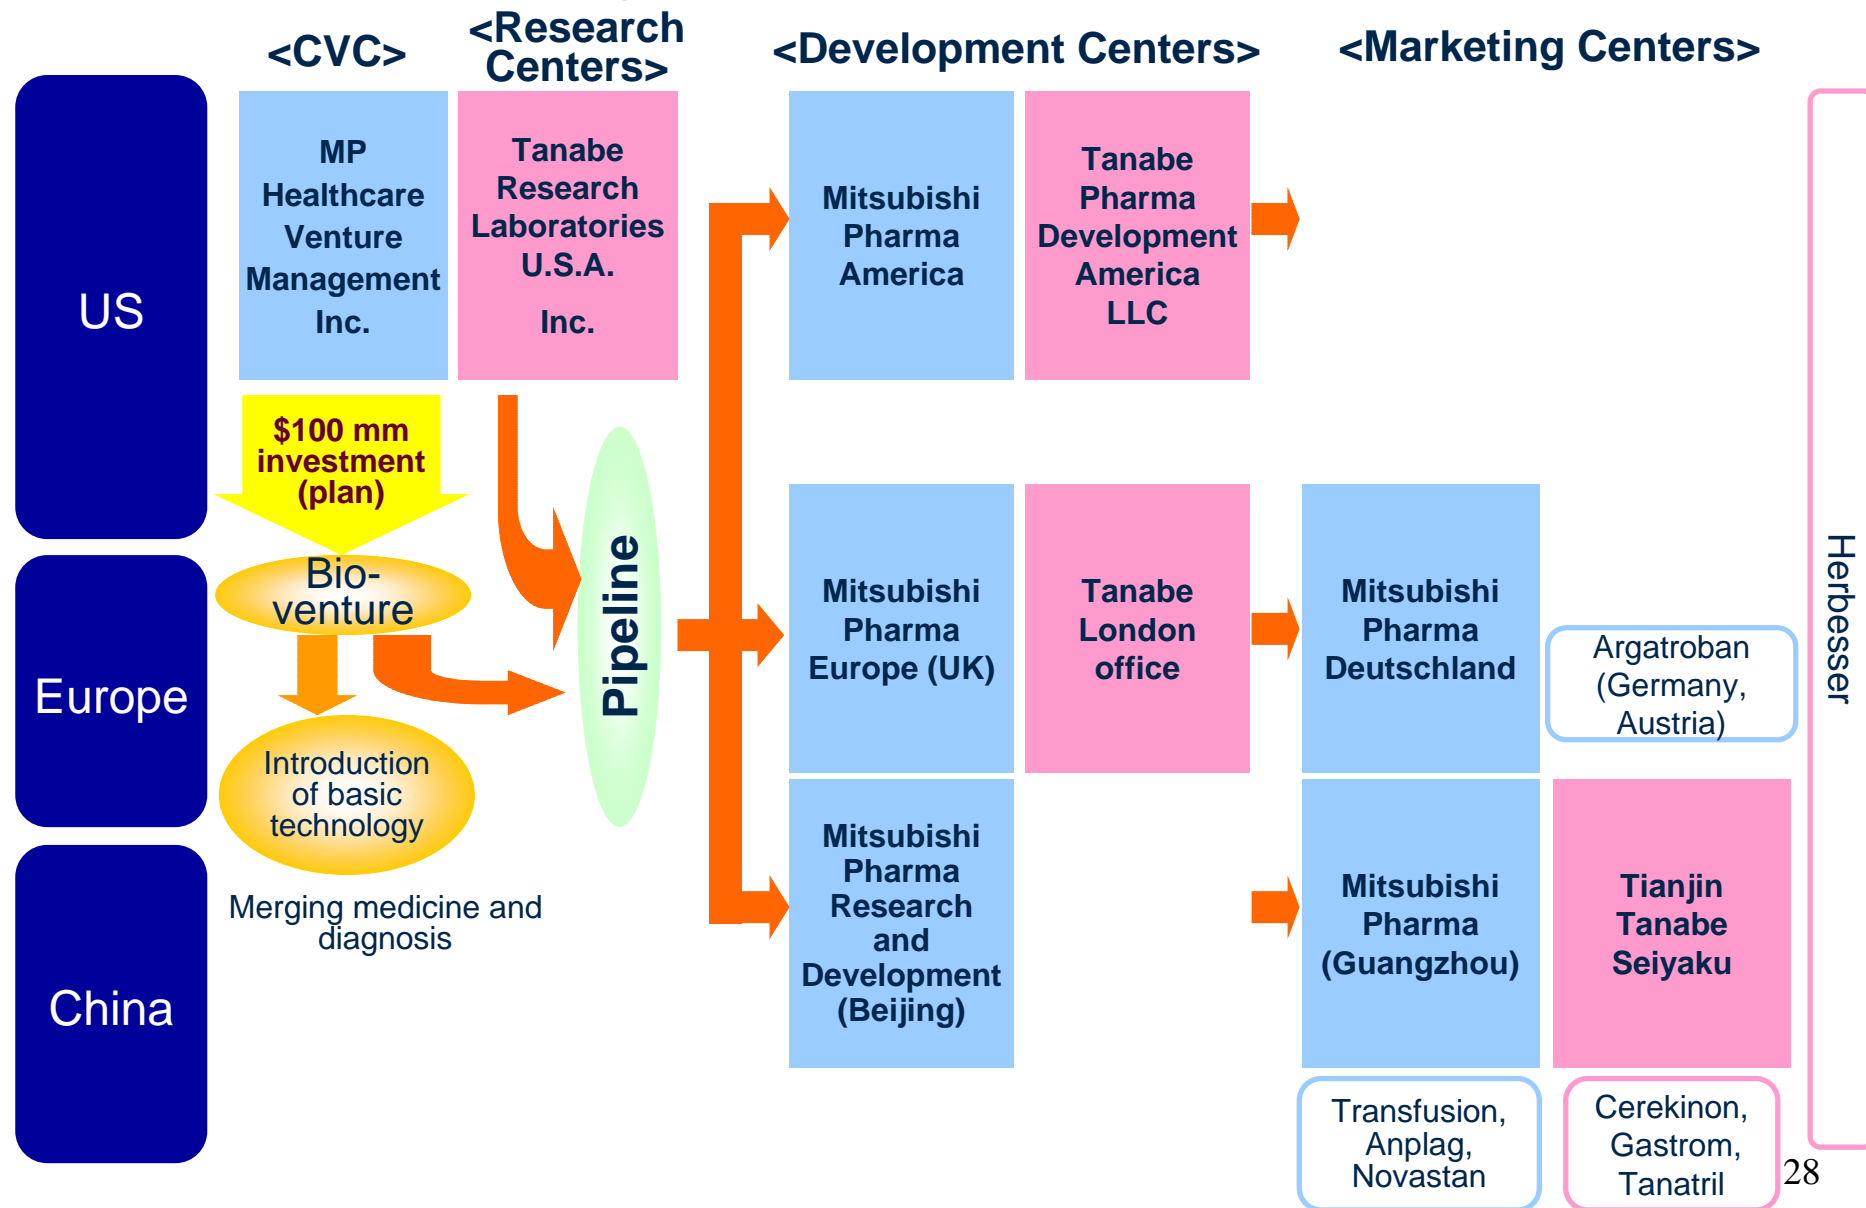 <CVC>
<Research
Centers>
<Development Centers>
<Marketing Centers>
US
MP
Healthcare
Venture
Management
Inc.
Tanabe
Research
Laboratories
U.S.A.
Inc.
Mitsubishi
Pharma
America
Tanabe
Pharma
Development
America
LLC
$100 mm
investment
(plan)
Europe
Bio-
venture
Introduction
of basic
technology
Merging medicine and
diagnosis
Pipeline
Mitsubishi
Pharma
Europe (UK)
Tanabe
London
office
Mitsubishi
Pharma
Deutschland
Argatroban
(Germany,
Austria)
Herbesser
China
Mitsubishi
Pharma
Research
and
Development
(Beijing)
Mitsubishi
Pharma
(Guangzhou)
Tianjin
Tanabe
Seiyaku
Transfusion,
Anplag,
Novastan
Cerekinon,
Gastrom,
Tanatril
28